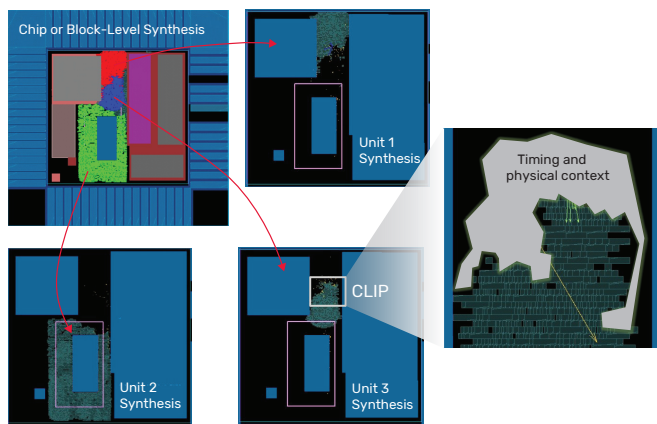 Chip or Block-Level Synthesis
Unit 1
Synthesis
Timing and
physical context
CLIP
Unit 2
Synthesis
Unit 3
Synthesis